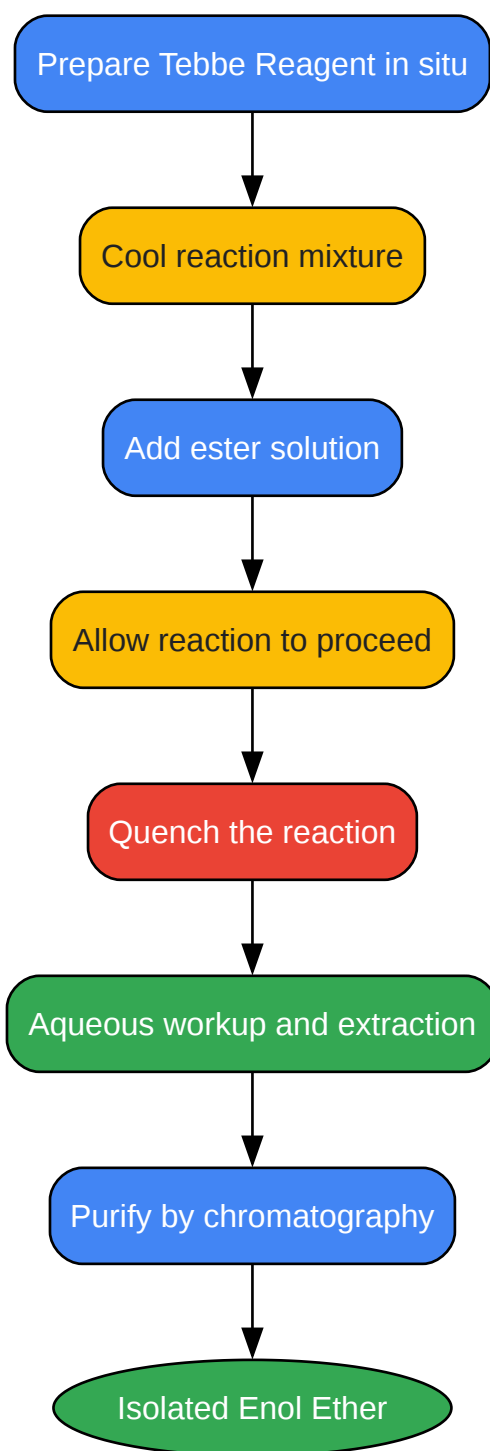 Prepare Tebbe Reagent in situ
Cool reaction mixture
Add ester solution
Allow reaction to proceed
Quench the reaction
Aqueous workup and extraction
Purify by chromatography
Isolated Enol Ether